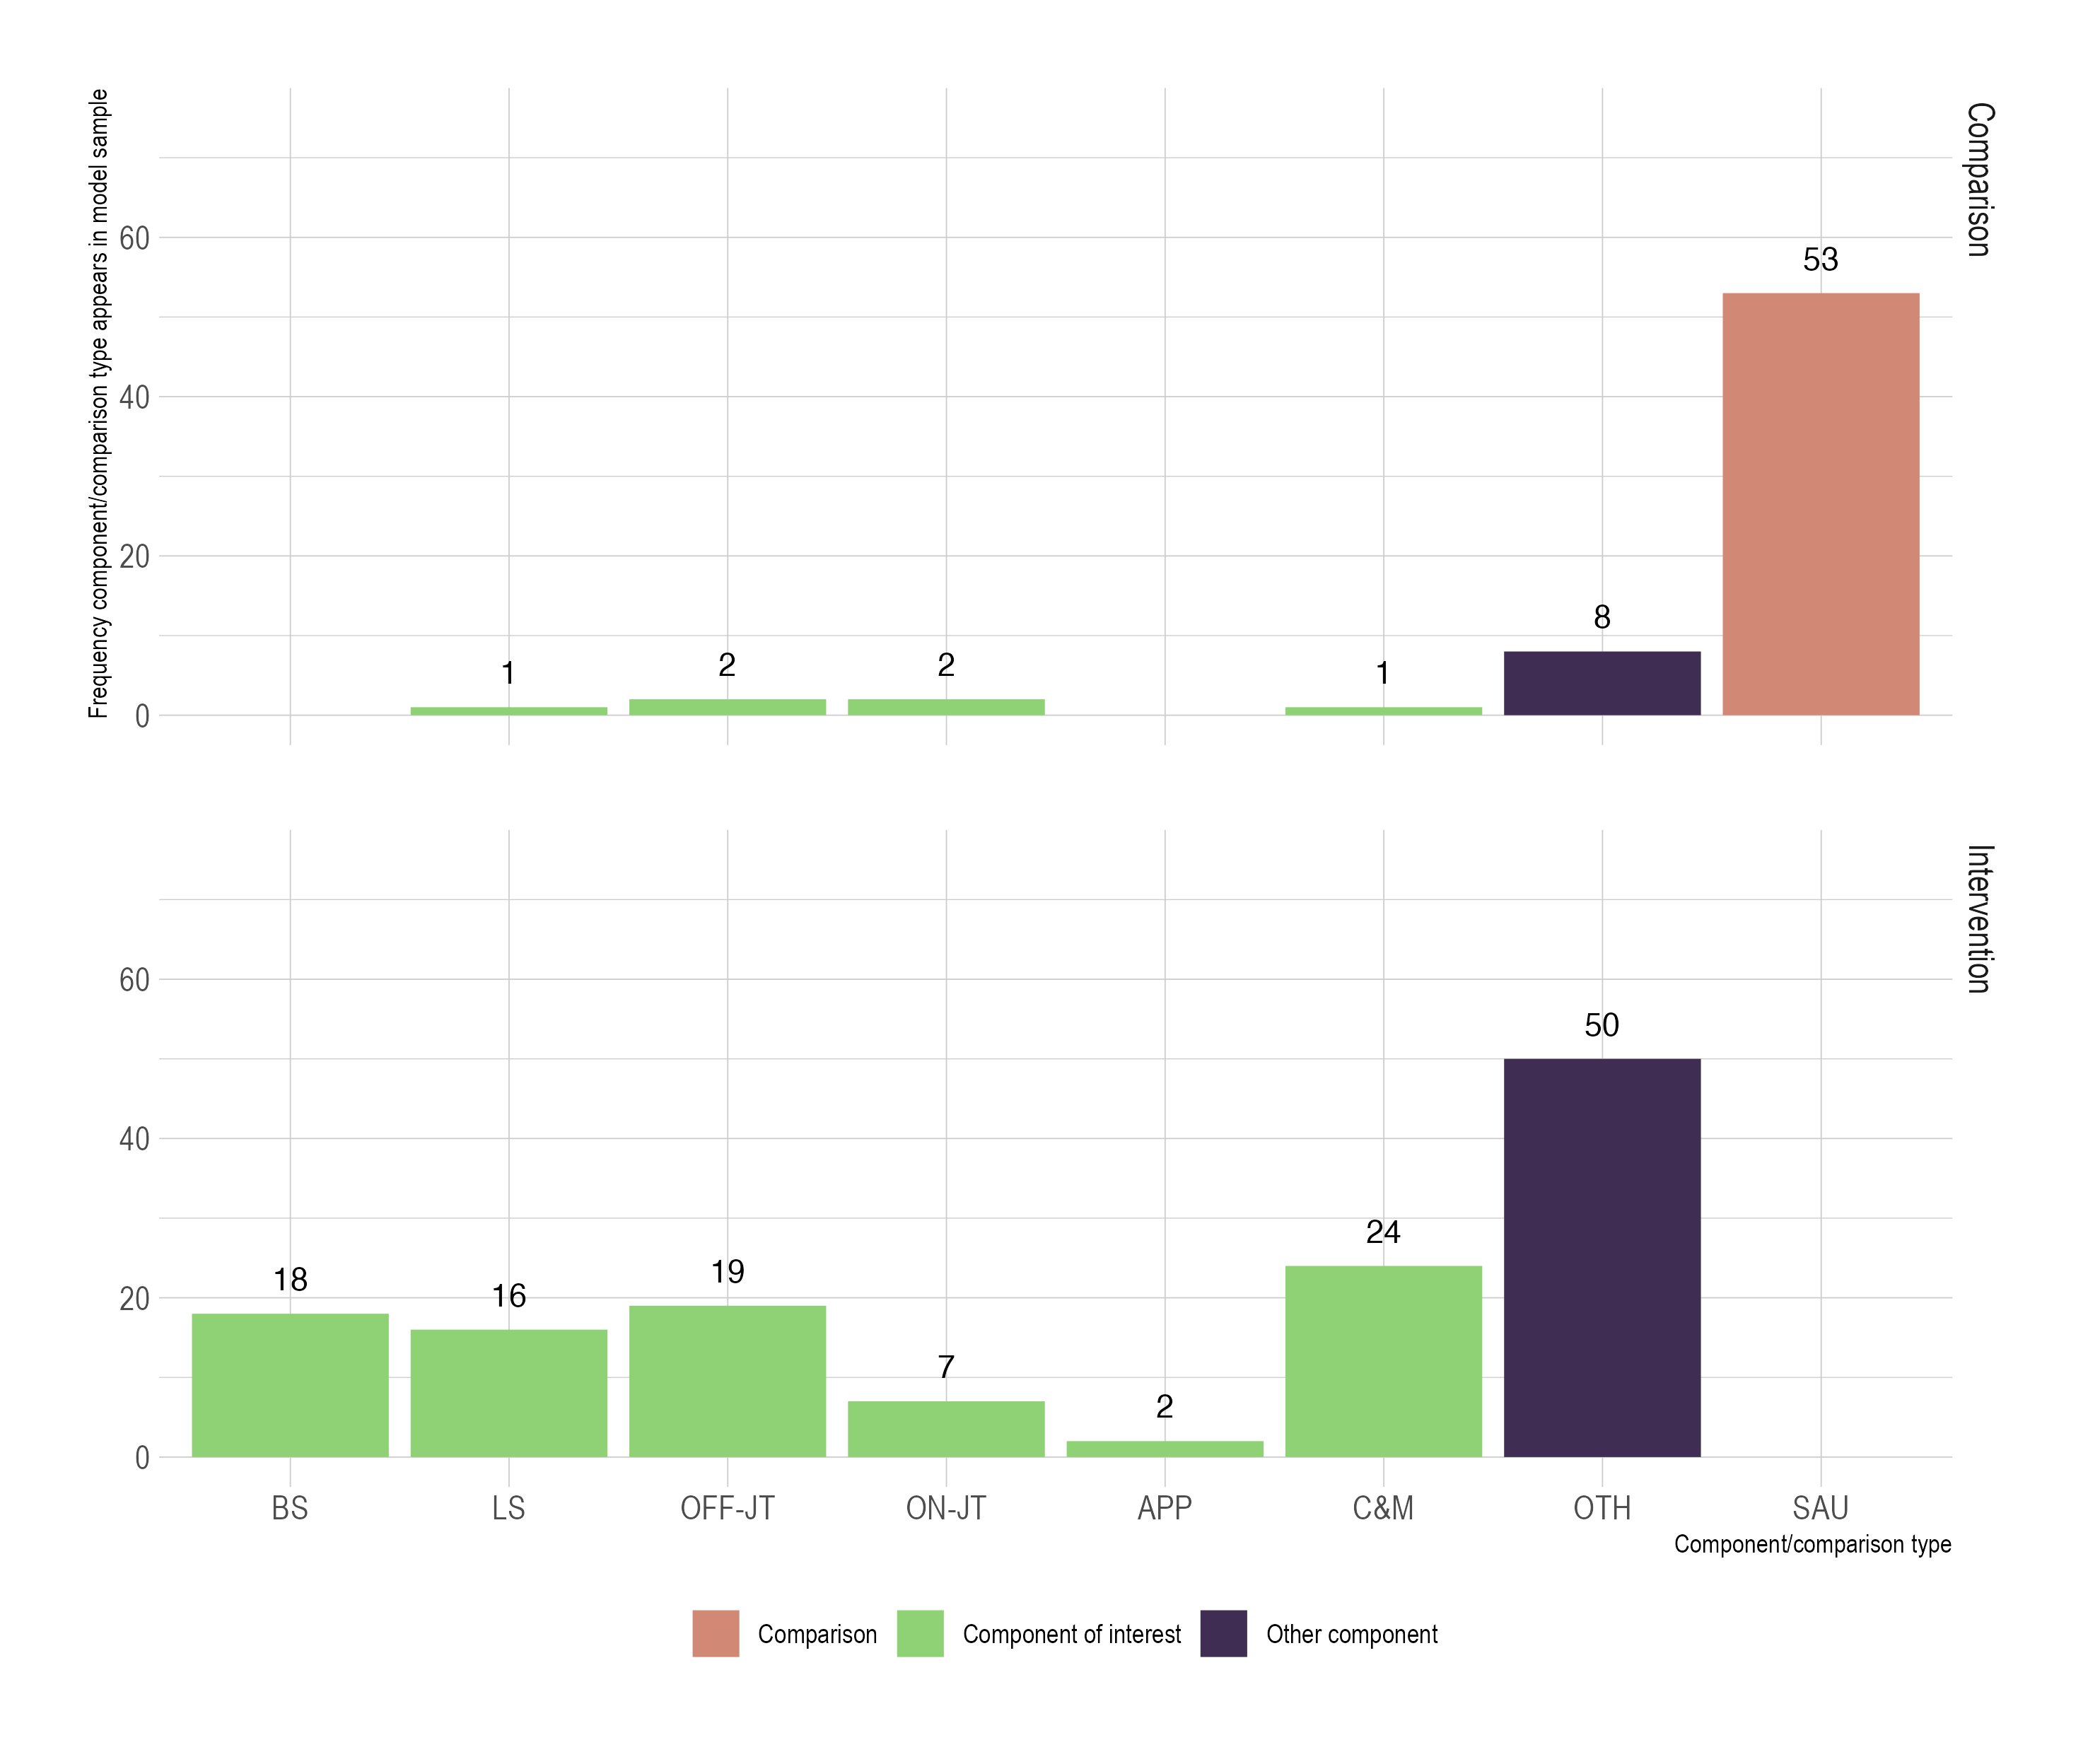 Comparison
Frequency component/comparison type appears in model sample
60
40
20
0
1
2
2
1
8
53
Intervention
60
40
20
0
18
16
19
7
2
24
50
BS
LS
OFF-JT
ON-JT
APP
C&M
OTH
SAU
Component/comparison type
Comparison
Component of interest
Other component